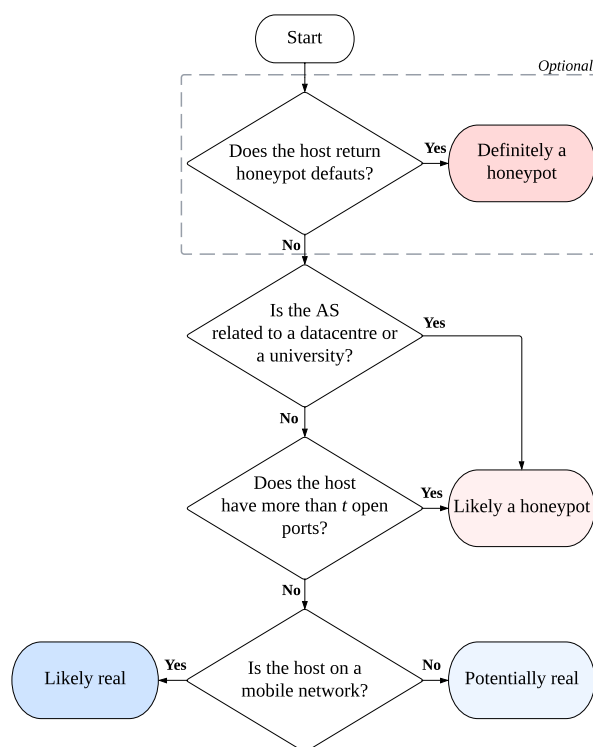 Start
Optional
Does the host return
honeypot defauts?
Yes
Definitely a
honeypot
No
Is the AS
related to a datacentre or
a university?
Yes
No
Does the host
have more than t open
ports?
Yes
Likely a honeypot
No
Likely real
Yes
Is the host on a
mobile network?
No
Potentially real